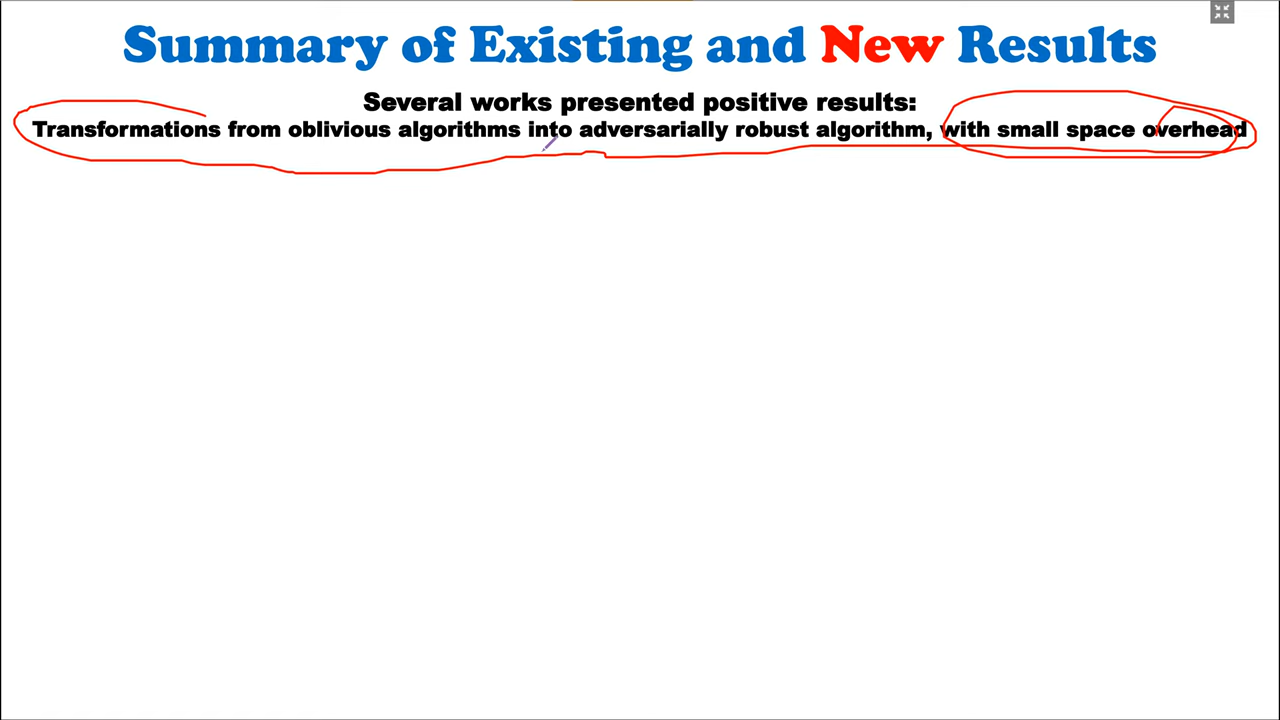 Summary of Existing and New Results
Several works presented positive results:
Transformations from oblivious algorithms into adversarially robust algorithm, with small space overhead